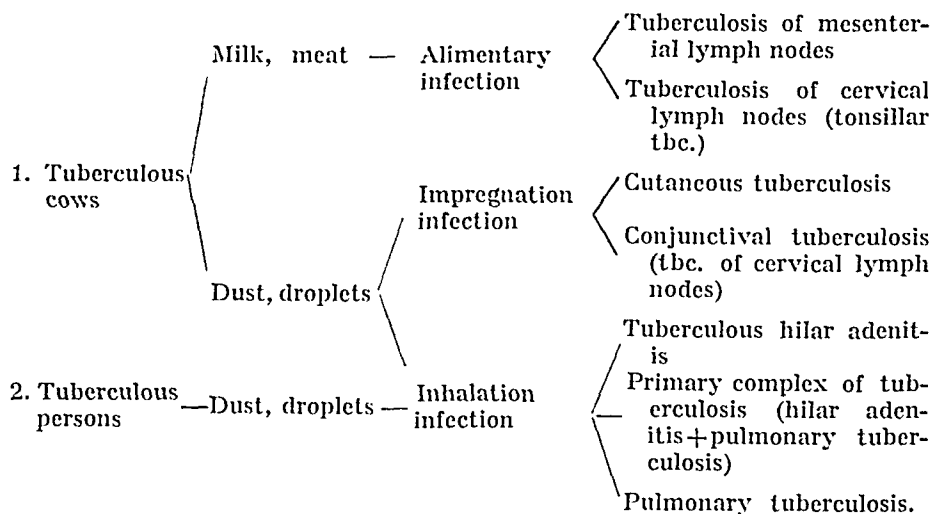 Tuberculosis of mesenter-
ial lymph nodes
Milk, meat — Alimentary
infection
Tuberculosis of cervical
lymph nodes (tonsillar
tbc.)
1. Tuberculous
cows
Impregnation
infection
Cutaneous tuberculosis
Conjunctival tuberculosis
(tbc. of cervical lymph
nodes)
Dust, droplets
Tuberculous hilar adenit-
is
2. Tuberculous
persons
—Dust, droplets—
Inhalation
infection
Primary complex of tub-
erculosis (hilar aden-
itis+pulmonary tuber-
culosis)
Pulmonary tuberculosis.